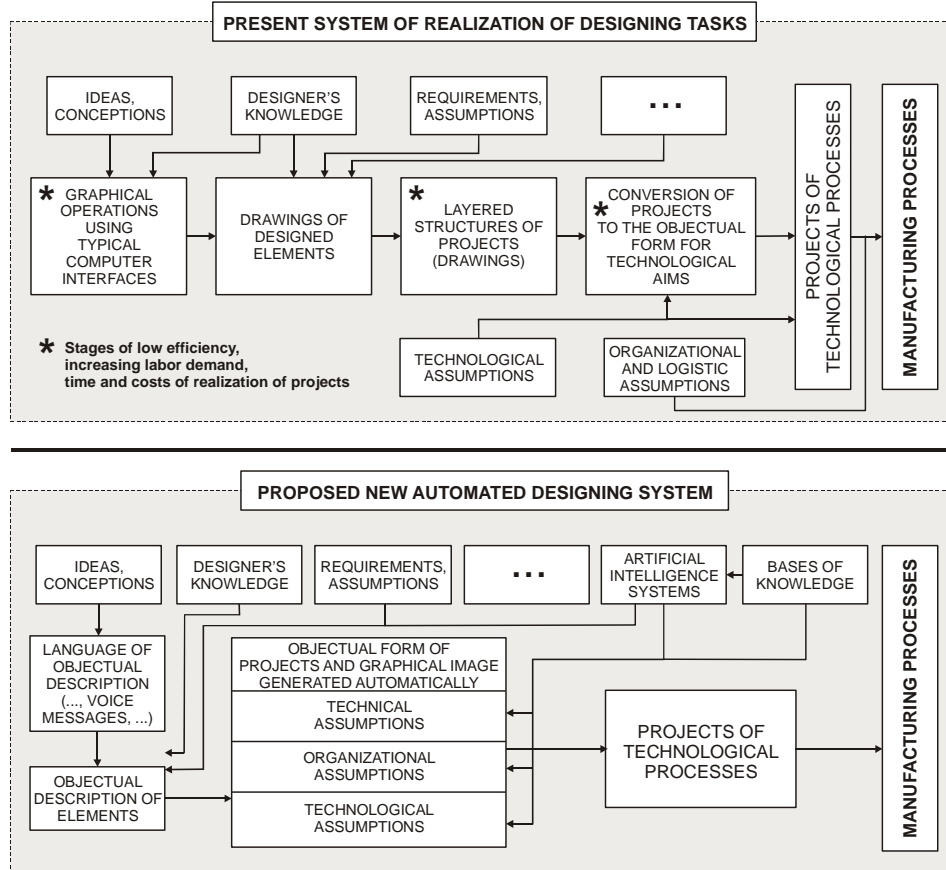 PRESENT SYSTEM OF REALIZATION OF DESIGNING TASKS
IDEAS,
CONCEPTIONS
DESIGNER'S
KNOWLEDGE
REQUIREMENTS,
ASSUMPTIONS
...
* GRAPHICAL
OPERATIONS
USING
TYPICAL
COMPUTER
INTERFACES
DRAWINGS OF
DESIGNED
ELEMENTS
*
LAYERED
STRUCTURES OF
PROJECTS
(DRAWINGS)
CONVERSION OF
* PROJECTS
TO THE OBJECTUAL
FORM FOR
TECHNOLOGICAL
AIMS
PROJECTS OF
TECHNOLOGICAL PROCESSES
MANUFACTURING PROCESSES
* Stages of low efficiency,
increasing labor demand,
time and costs of realization of projects
TECHNOLOGICAL
ASSUMPTIONS
ORGANIZATIONAL
AND LOGISTIC
ASSUMPTIONS
PROPOSED NEW AUTOMATED DESIGNING SYSTEM
IDEAS,
CONCEPTIONS
DESIGNER'S
KNOWLEDGE
REQUIREMENTS,
ASSUMPTIONS
...
ARTIFICIAL
INTELLIGENCE
SYSTEMS
BASES OF
KNOWLEDGE
LANGUAGE OF
OBJECTUAL
DESCRIPTION
(..., VOICE
MESSAGES, ...)
OBJECTUAL
DESCRIPTION OF
ELEMENTS
OBJECTUAL FORM OF
PROJECTS AND GRAPHICAL IMAGE
GENERATED AUTOMATICALLY
TECHNICAL
ASSUMPTIONS
ORGANIZATIONAL
ASSUMPTIONS
TECHNOLOGICAL
ASSUMPTIONS
PROJECTS OF
TECHNOLOGICAL
PROCESSES
MANUFACTURING PROCESSES